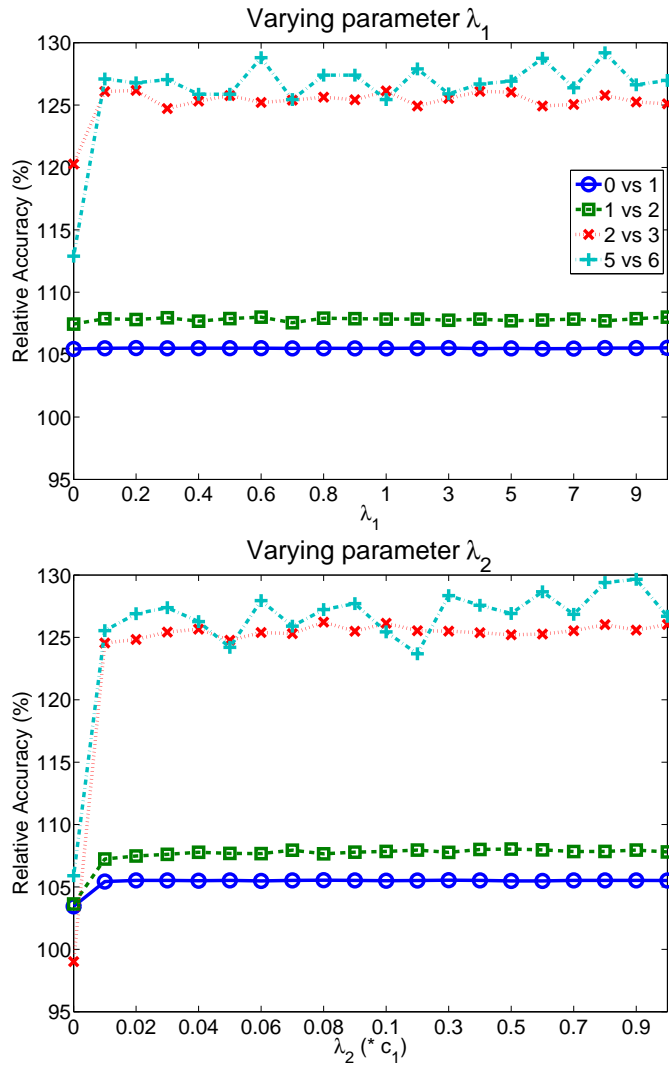 Varying parameter λ1
130
125
120
115
110
105
100
95
Relative Accuracy (%)
0 vs 1
1 vs 2
2 vs 3
5 vs 6
0 0.2 0.4 0.6 0.8 1 3 5 7 9
λ1
Varying parameter λ2
130
125
120
115
110
105
100
95
Relative Accuracy (%)
0 0.02 0.04 0.06 0.08 0.1 0.3 0.5 0.7 0.9
λ2 (* c1)